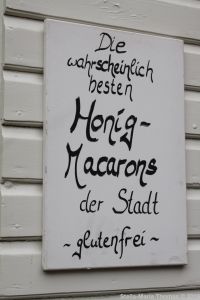 Die
wahrscheinlich
besten
Honig-
Macarons
der Stadt
~ glutenfrei ~